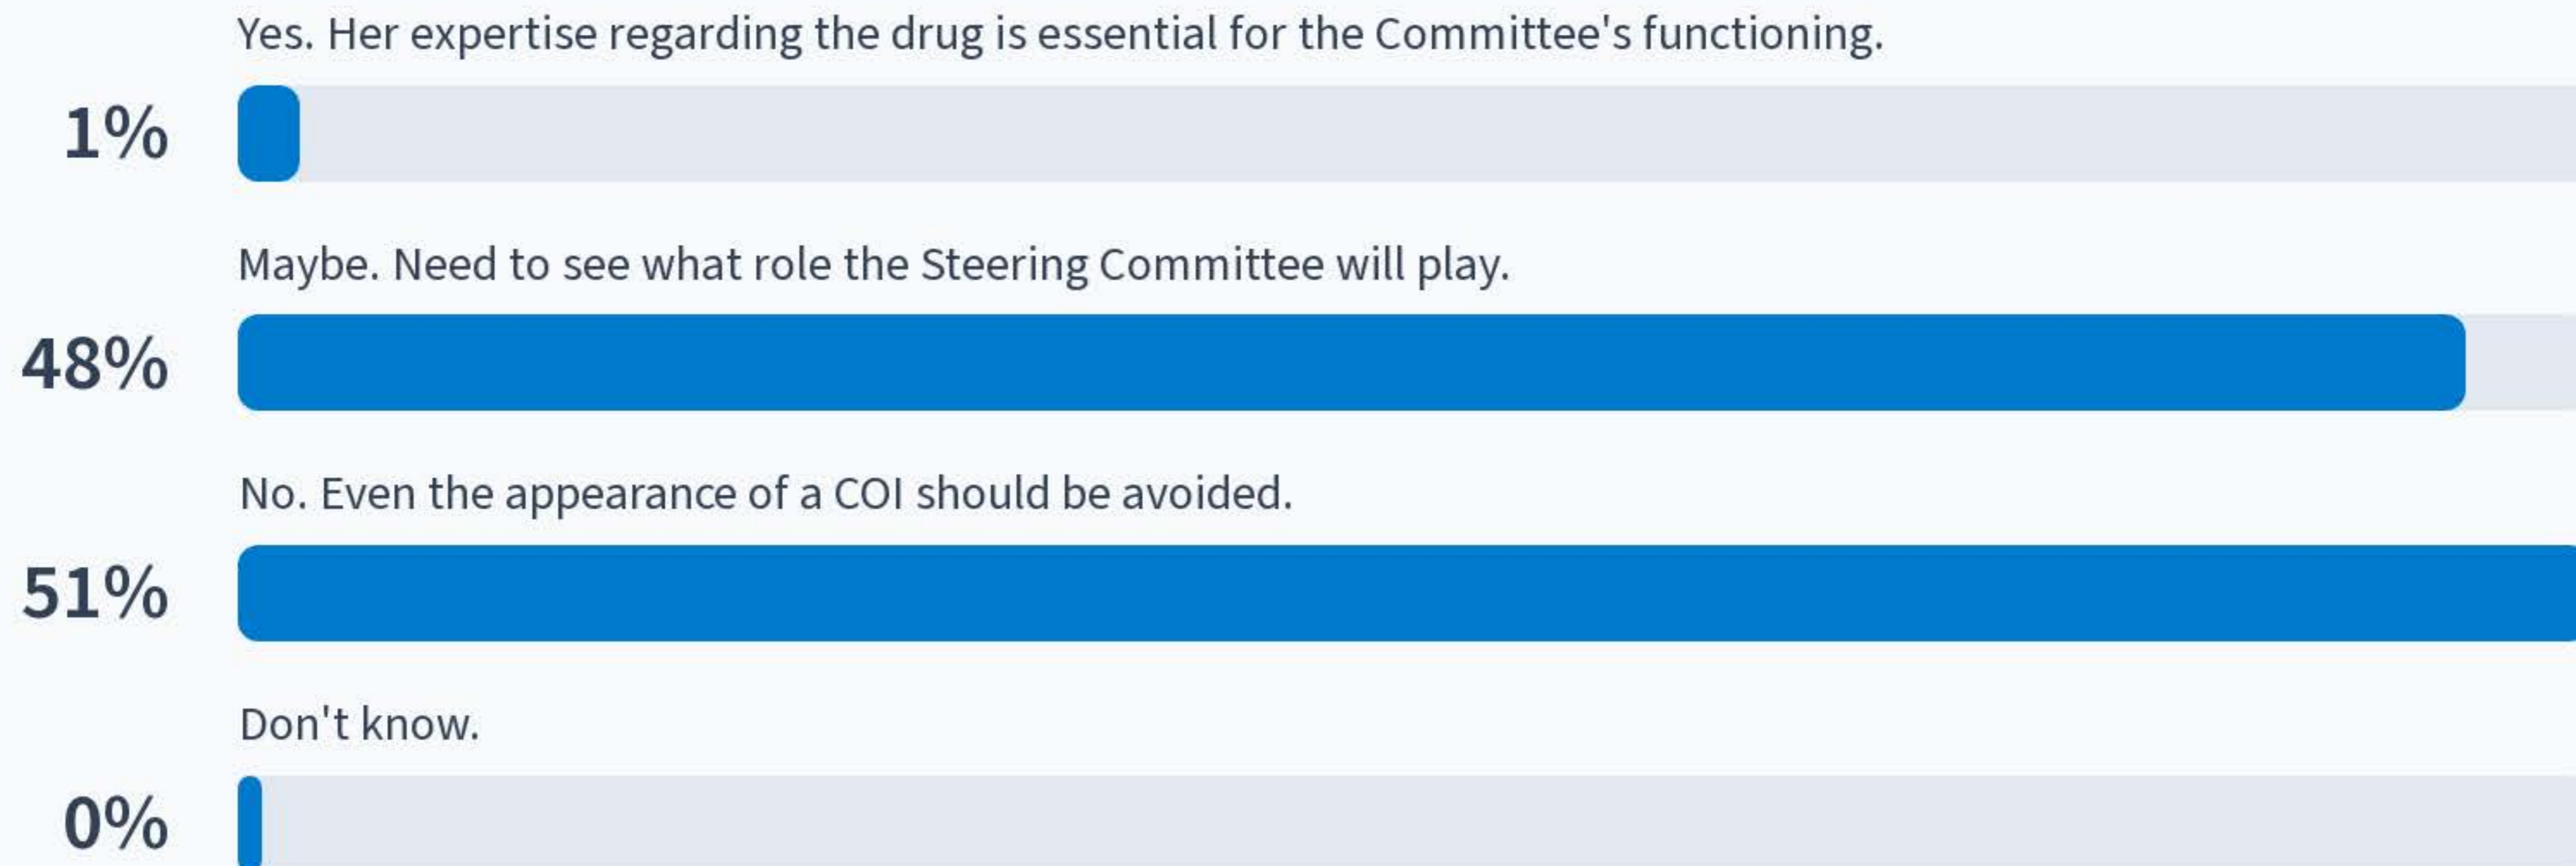 Yes. Her expertise regarding the drug is essential for the Committee's functioning.
1%
Maybe. Need to see what role the Steering Committee will play.
48%
No. Even the appearance of a COI should be avoided.
51%
Don't know.
0%